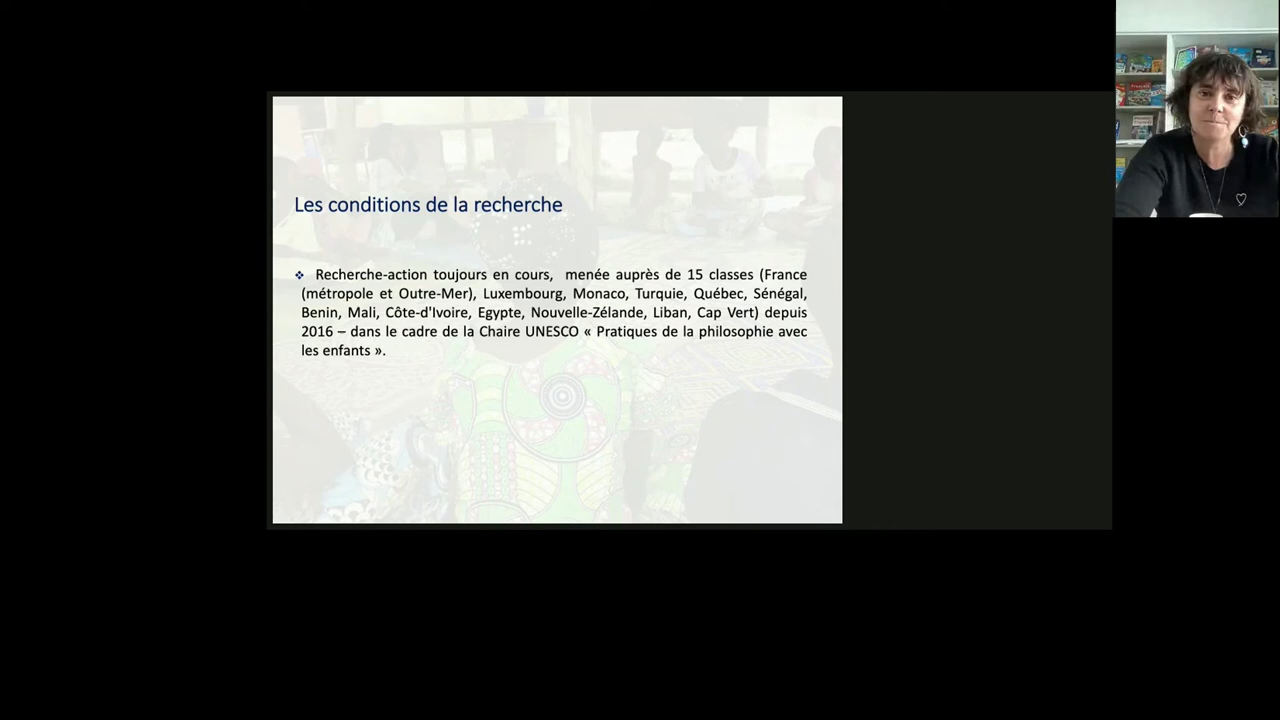 Les conditions de la recherche
❖ Recherche-action toujours en cours, menée auprès de 15 classes (France
(métropole et Outre-Mer), Luxembourg, Monaco, Turquie, Québec, Sénégal,
Benin, Mali, Côte-d'Ivoire, Egypte, Nouvelle-Zélande, Liban, Cap Vert) depuis
2016 – dans le cadre de la Chaire UNESCO « Pratiques de la philosophie avec
les enfants ».